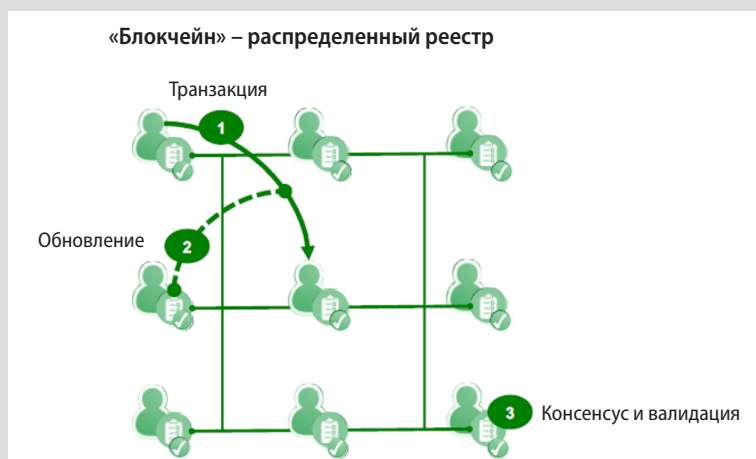 «Блокчейн» – распределенный реестр
Транзакция
1
Обновление
2
3
Консенсус и валидация